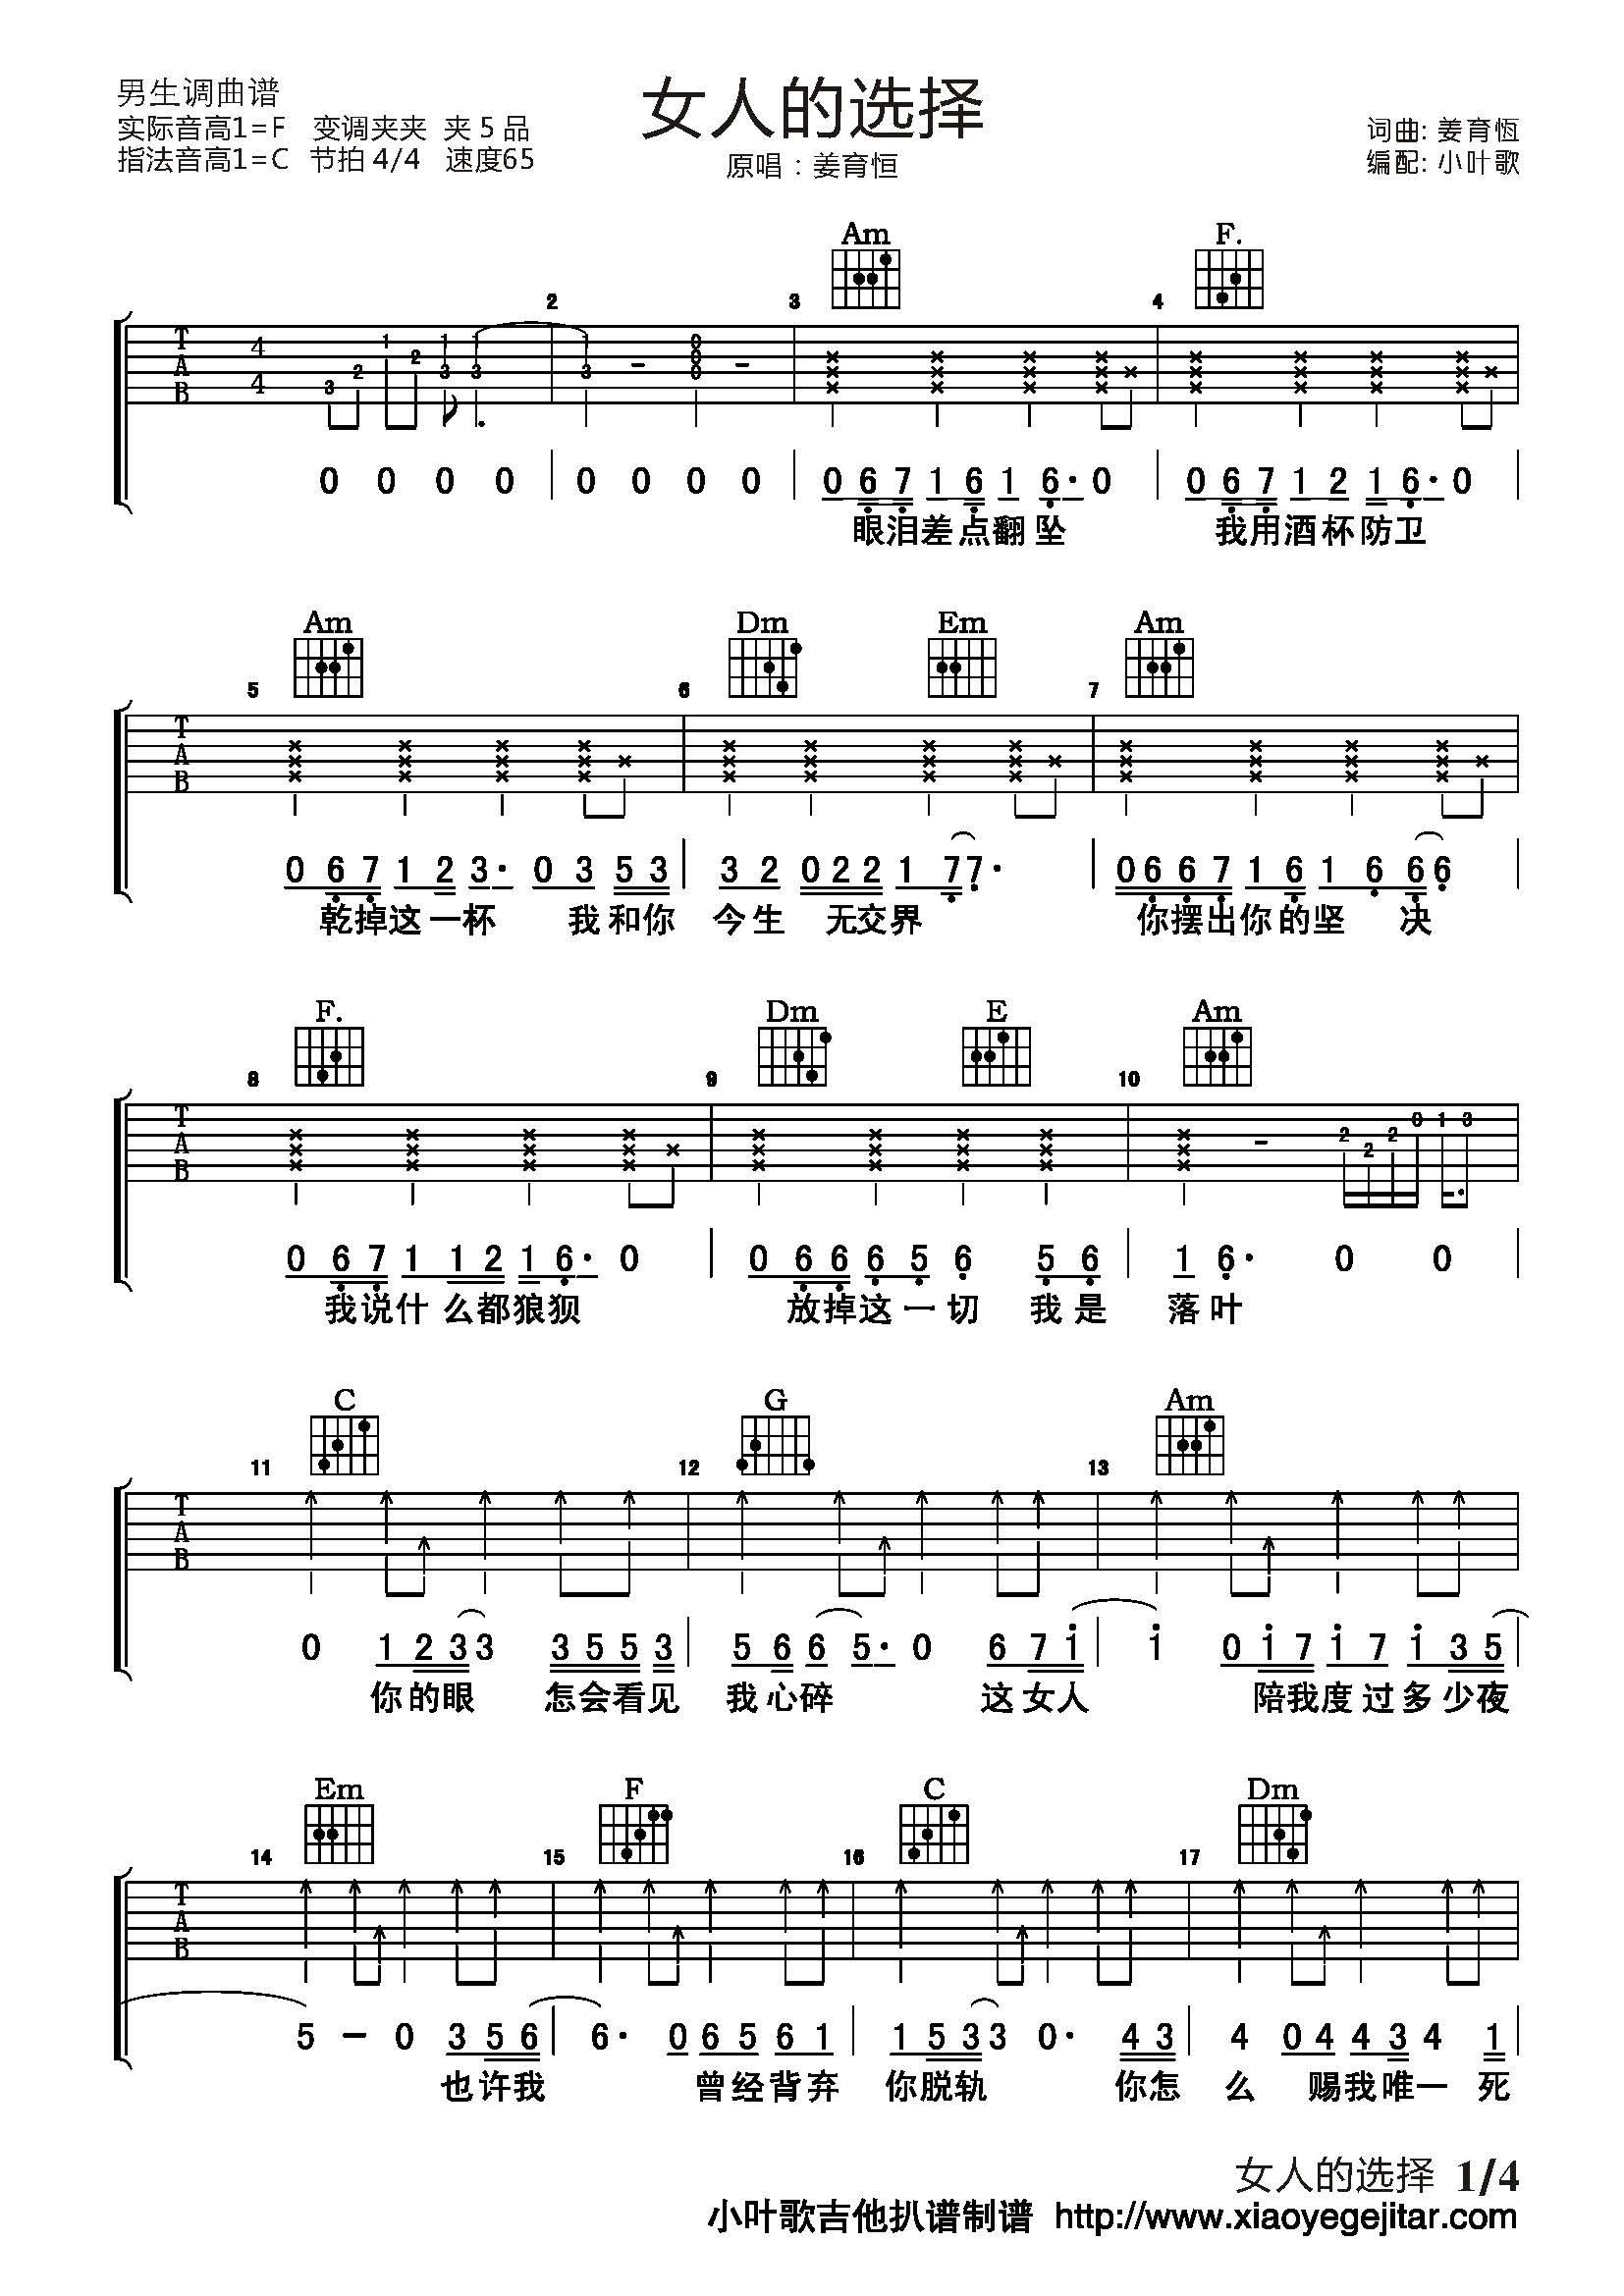 男生调曲谱
女人的选择
实际音高1=F 变调夹夹 夹 5 品
词曲: 姜育恆
指法音高1=C 节拍 4/4 速度65
原唱：姜育恒
编配: 小叶歌
Am F.
2 3 4
T A B 4 4 3 2 1 2 1 3 1 3 1 3 0 0 0
0 0 0 0 0 0 0 0 0 6 7 1 6 1 6· 0 0 6 7 1 2 1 6· 0
眼泪差点翻坠 我用酒杯防卫
Am Dm Em Am
5 6 7
T A B
0 6 7 1 2 3· 0 3 5 3 3 2 0 2 2 1 7 7· 0 6 6 7 1 6 1 6 6 6
乾掉这一杯 我和你 今生 无交界 你摆出你的坚 决
F. Dm E Am
8 9 10
T A B 2 2 2 0 1 3
0 6 7 1 1 2 1 6· 0 0 6 6 6 5 6 5 6 1 6· 0 0
我说什么都狼狈 放掉这一切 我是 落叶
C G Am
11 12 13
T A B
0 1 2 3 3 3 5 5 3 5 6 6 5· 0 6 7 i i 0 i 7 i 7 i 3 5
你的眼 怎会看见 我心碎 这女人 陪我度过多少夜
Em F C Dm
14 15 16 17
T A B
5 – 0 3 5 6 6· 0 6 5 6 1 1 5 3 3 0· 4 3 4 0 4 4 3 4 1
也许我 曾经背弃 你脱轨 你怎 么 赐我唯一 死
女人的选择 1/4
小叶歌吉他扒谱制谱 http://www.xiaoyegejitar.com